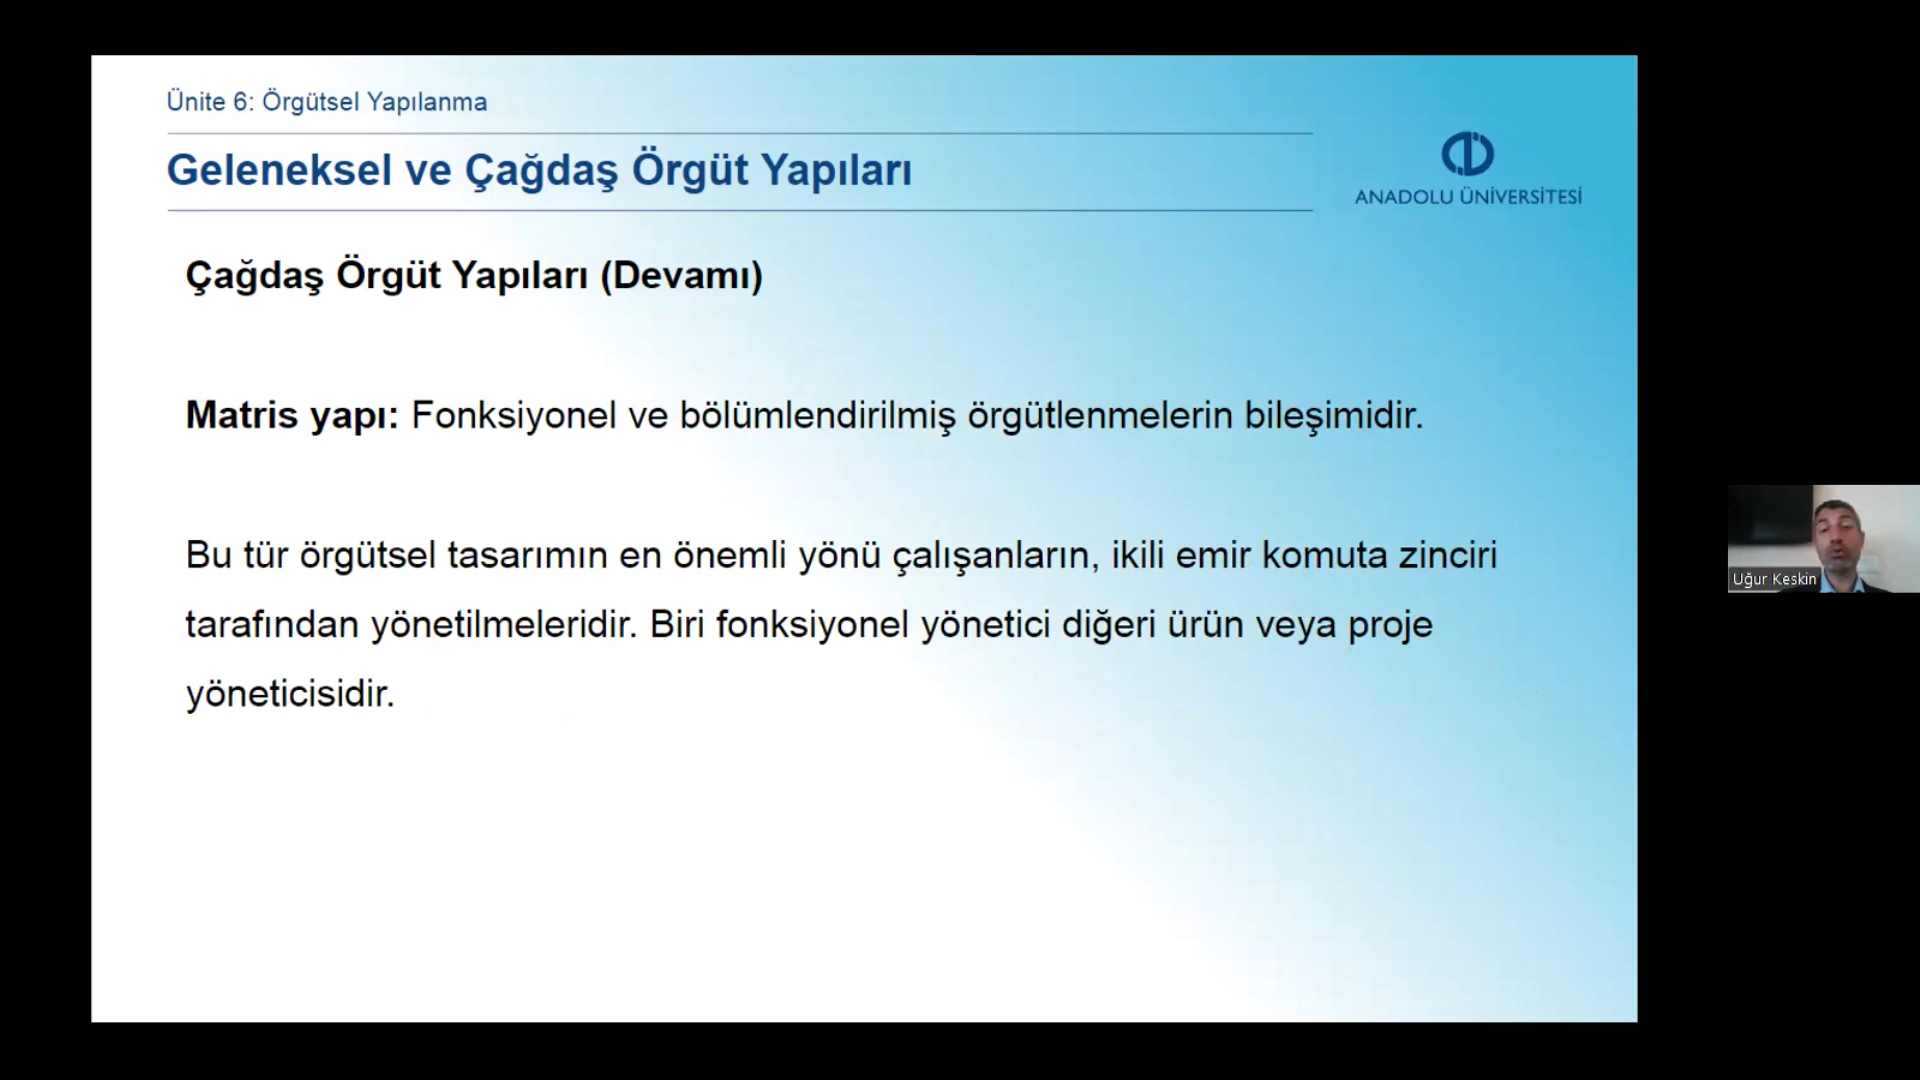 Ünite 6: Örgütsel Yapılanma
Geleneksel ve Çağdaş Örgüt Yapıları
ANADOLU ÜNİVERSİTESİ
Çağdaş Örgüt Yapıları (Devamı)
Matris yapı: Fonksiyonel ve bölümlendirilmiş örgütlenmelerin bileşimidir.
Bu tür örgütsel tasarımın en önemli yönü çalışanların, ikili emir komuta zinciri
tarafından yönetilmeleridir. Biri fonksiyonel yönetici diğeri ürün veya proje
yöneticisidir.
Uğur Keskin